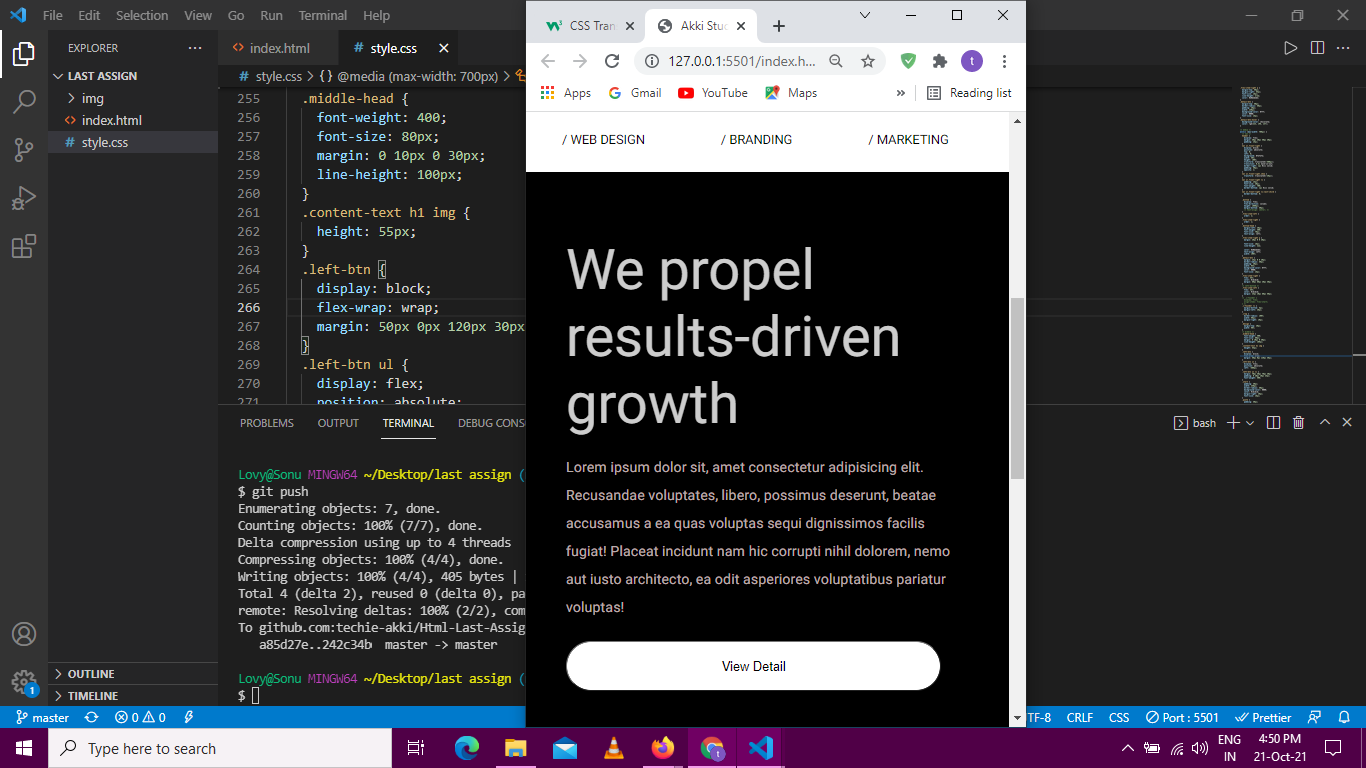 File Edit Selection View Go Run Terminal Help
EXPLORER
LAST ASSIGN
img
index.html
style.css
OUTLINE
TIMELINE
index.html
style.css
style.css > {} @media (max-width: 700px) >
255 .middle-head {
256 font-weight: 400;
257 font-size: 80px;
258 margin: 0 10px 0 30px;
259 line-height: 100px;
260 }
261 .content-text h1 img {
262 height: 55px;
263 }
264 .left-btn {
265 display: block;
266 flex-wrap: wrap;
267 margin: 50px 0px 120px 30px
268 }
269 .left-btn ul {
270 display: flex;
271 position: absolute;
PROBLEMS OUTPUT TERMINAL DEBUG CONS
bash
Lovy@Sonu MINGW64 ~/Desktop/last assign (
$ git push
Enumerating objects: 7, done.
Counting objects: 100% (7/7), done.
Delta compression using up to 4 threads
Compressing objects: 100% (4/4), done.
Writing objects: 100% (4/4), 405 bytes |
Total 4 (delta 2), reused 0 (delta 0), pa
remote: Resolving deltas: 100% (2/2), com
To github.com:techie-akki/Html-Last-Assig
a85d27e..242c34b master -> master
Lovy@Sonu MINGW64 ~/Desktop/last assign (
$
CSS Tran
Akki Stud
127.0.0.1:5501/index.h...
t
Apps Gmail YouTube Maps » Reading list
/ WEB DESIGN / BRANDING / MARKETING
We propel
results-driven
growth
Lorem ipsum dolor sit, amet consectetur adipisicing elit.
Recusandae voluptates, libero, possimus deserunt, beatae
accusamus a ea quas voluptas sequi dignissimos facilis
fugiat! Placeat incidunt nam hic corrupti nihil dolorem, nemo
aut iusto architecto, ea odit asperiores voluptatibus pariatur
voluptas!
View Detail
1
master 0 0 TF-8 CRLF CSS Port : 5501 Prettier
Type here to search
t
ENG
IN
4:50 PM
21-Oct-21